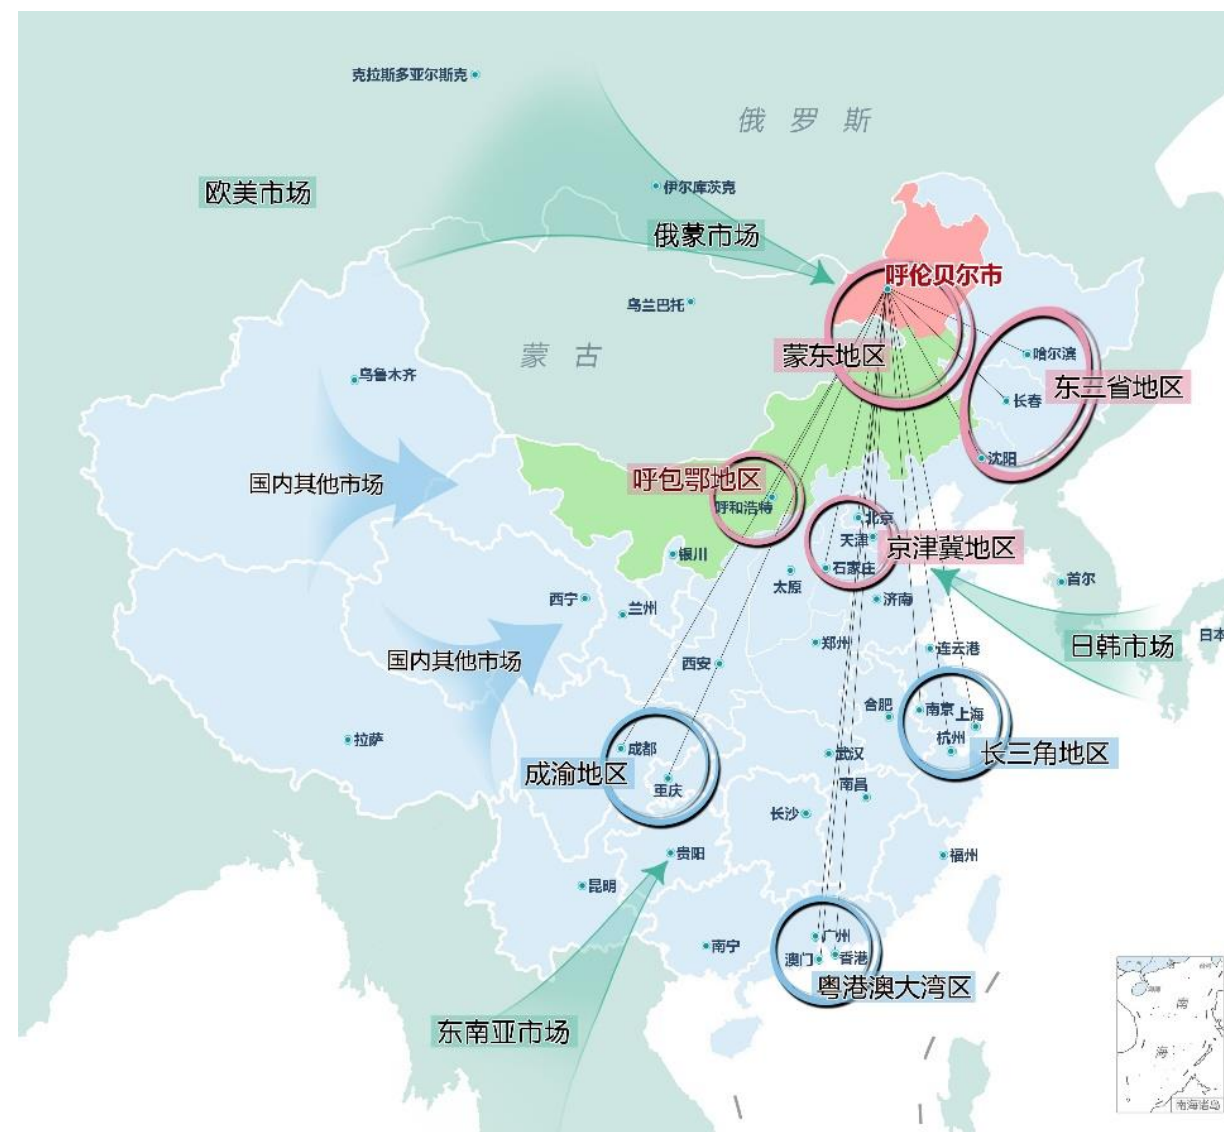 克拉斯多亚尔斯克
俄罗斯
伊尔库茨克
欧美市场
俄蒙市场
呼伦贝尔市
乌兰巴托
蒙古
蒙东地区
哈尔滨
乌鲁木齐
东三省地区
长春
沈阳
呼包鄂地区
国内其他市场
呼和浩特
北京
天津
京津冀地区
银川
石家庄
太原
首尔
西宁
兰州
济南
日本
郑州
连云港
日韩市场
国内其他市场
西安
合肥
南京
上海
拉萨
成都
武汉
杭州
长三角地区
成渝地区
重庆
南昌
长沙
贵阳
福州
昆明
广州
南宁
澳门
香港
粤港澳大湾区
南
东南亚市场
海
南海诸岛